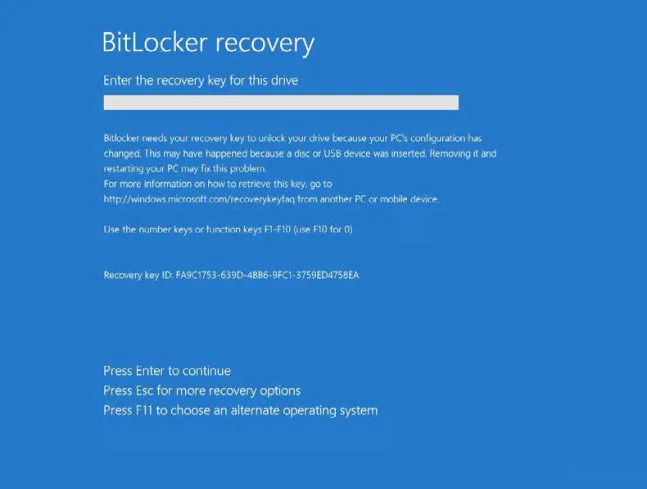 BitLocker recovery
Enter the recovery key for this drive
Bitlocker needs your recovery key to unlock your drive because your PC's configuration has
changed. This may have happened because a disc or USB device was inserted. Removing it and
restarting your PC may fix this problem.
For more information on how to retrieve this key, go to
http://windows.microsoft.com/recoverykeyfaq from another PC or mobile device.
Use the number keys or function keys F1-F10 (use F10 for 0).
Recovery key ID: FA9C1753-639D-4BB6-9FC1-3759ED4758EA
Press Enter to continue
Press Esc for more recovery options
Press F11 to choose an alternate operating system